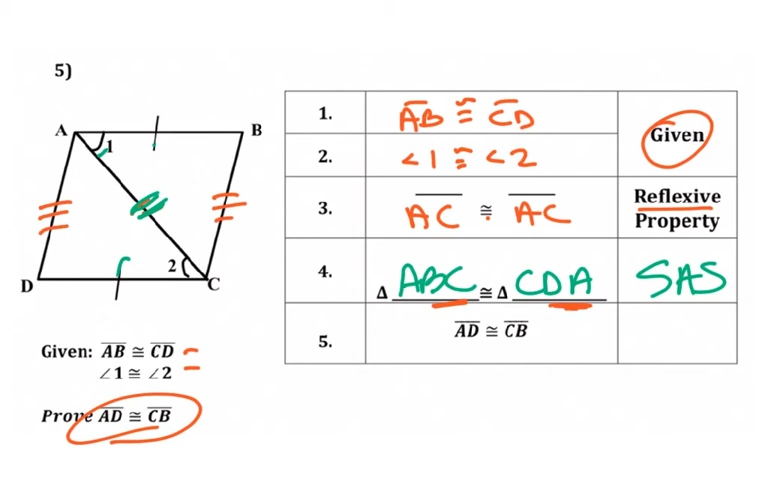 5)
A
B
1
2
D
C
Given: AB ≅ CD
∠1 ≅ ∠2
Prove AD ≅ CB
1.
AB ≅ CD
Given
2.
<1 ≅ <2
3.
AC ≅ AC
Reflexive
Property
4.
Δ ABC ≅ Δ CDA
SAS
5.
AD ≅ CB